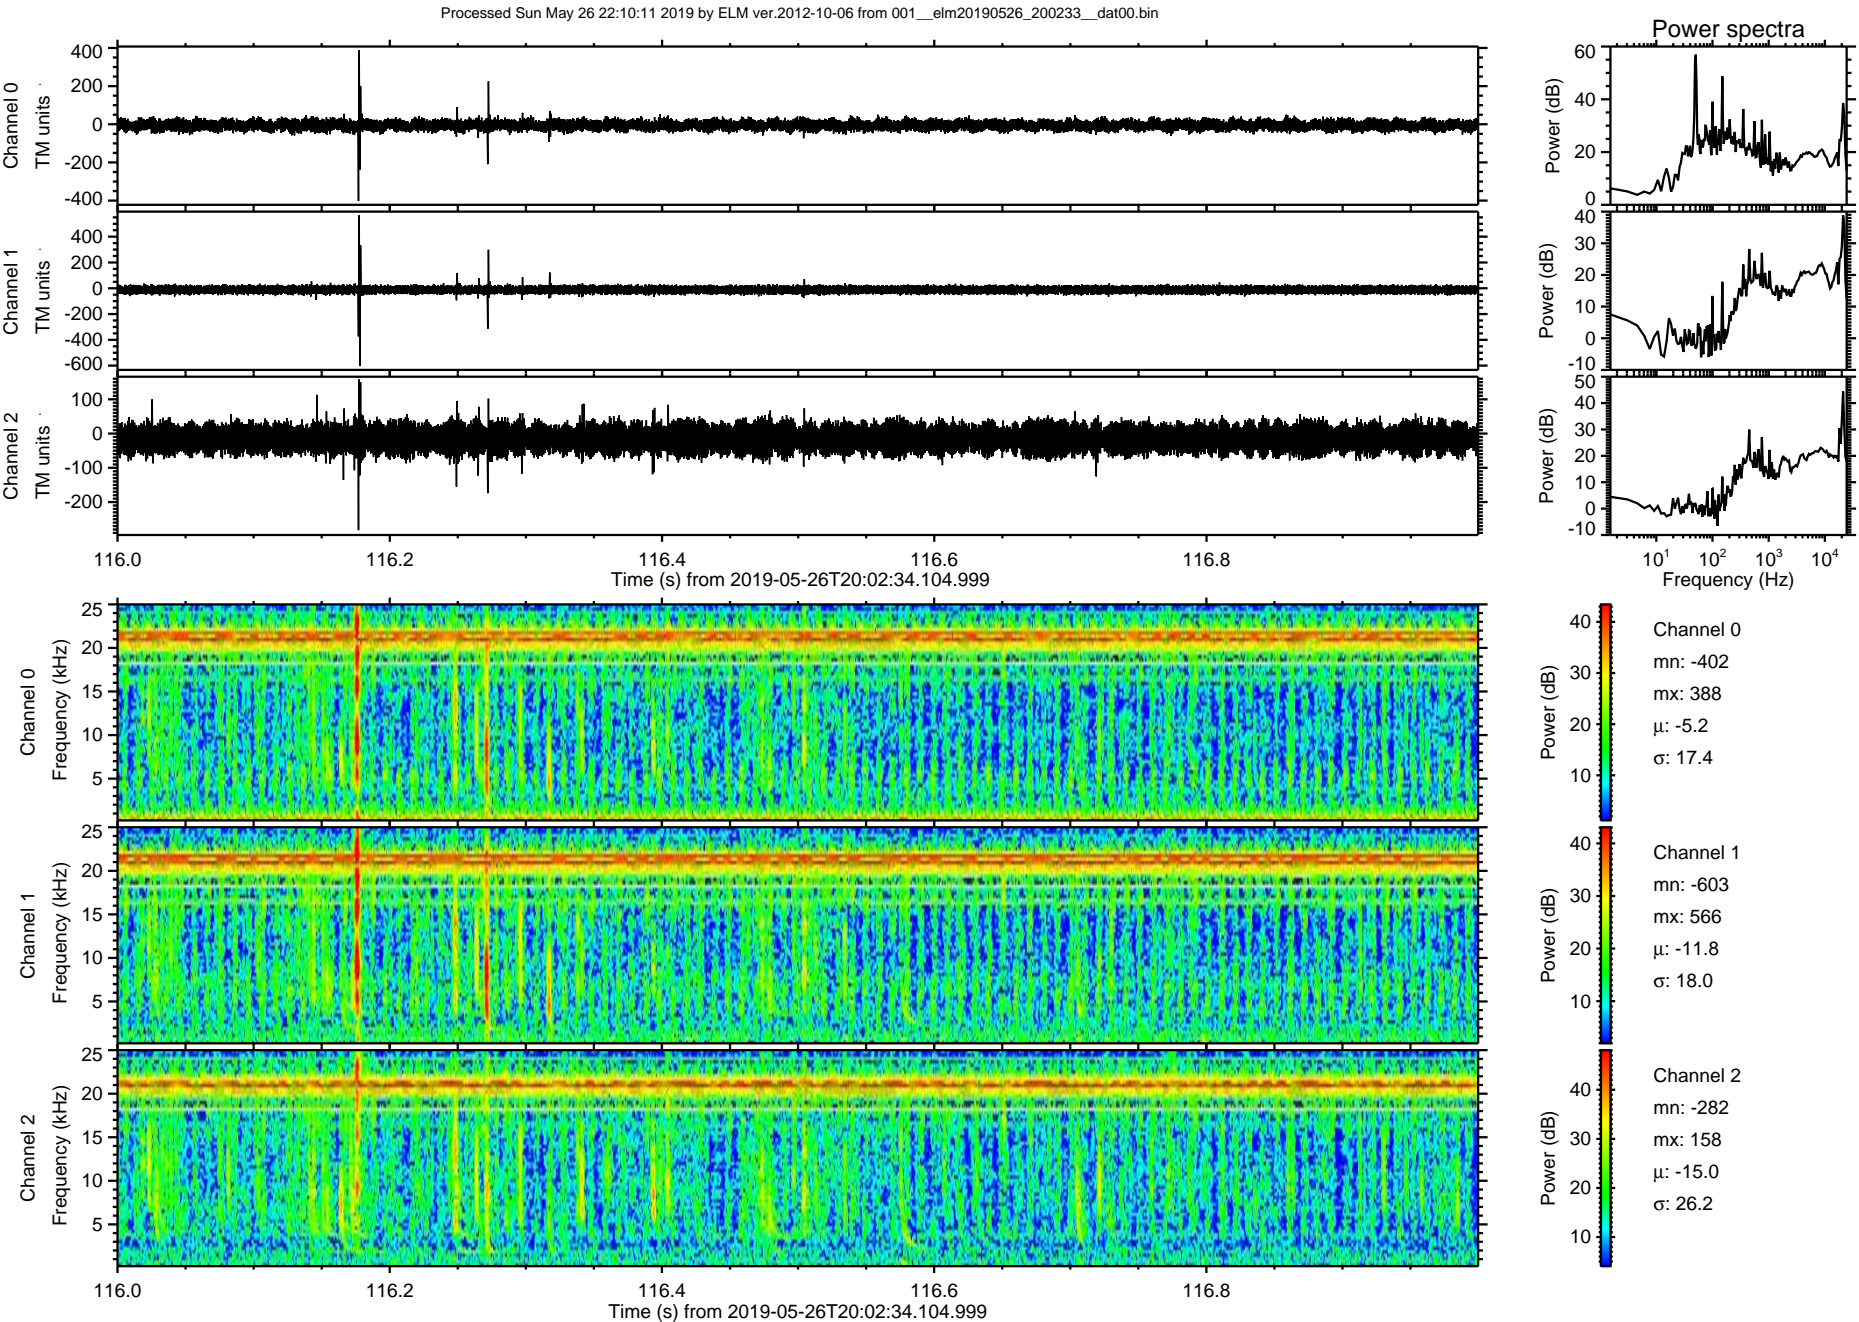 Processed Sun May 26 22:10:11 2019 by ELM ver.2012-10-06 from 001__elm20190526_200233__dat00.bin
Power spectra
Channel 0
TM units
400
200
0
-200
-400
Power (dB)
60
40
20
0
Channel 1
TM units
400
200
0
-200
-400
-600
Power (dB)
40
30
20
10
0
-10
Channel 2
TM units
100
0
-100
-200
Power (dB)
50
40
30
20
10
0
-10
116.0 116.2 116.4 116.6 116.8
Time (s) from 2019-05-26T20:02:34.104.999
10¹ 10² 10³ 10⁴
Frequency (Hz)
Channel 0
Frequency (kHz)
25
20
15
10
5
Power (dB)
40
30
20
10
Channel 0
mn: -402
mx: 388
μ: -5.2
σ: 17.4
Channel 1
Frequency (kHz)
25
20
15
10
5
Power (dB)
40
30
20
10
Channel 1
mn: -603
mx: 566
μ: -11.8
σ: 18.0
Channel 2
Frequency (kHz)
25
20
15
10
5
Power (dB)
40
30
20
10
Channel 2
mn: -282
mx: 158
μ: -15.0
σ: 26.2
116.0 116.2 116.4 116.6 116.8
Time (s) from 2019-05-26T20:02:34.104.999